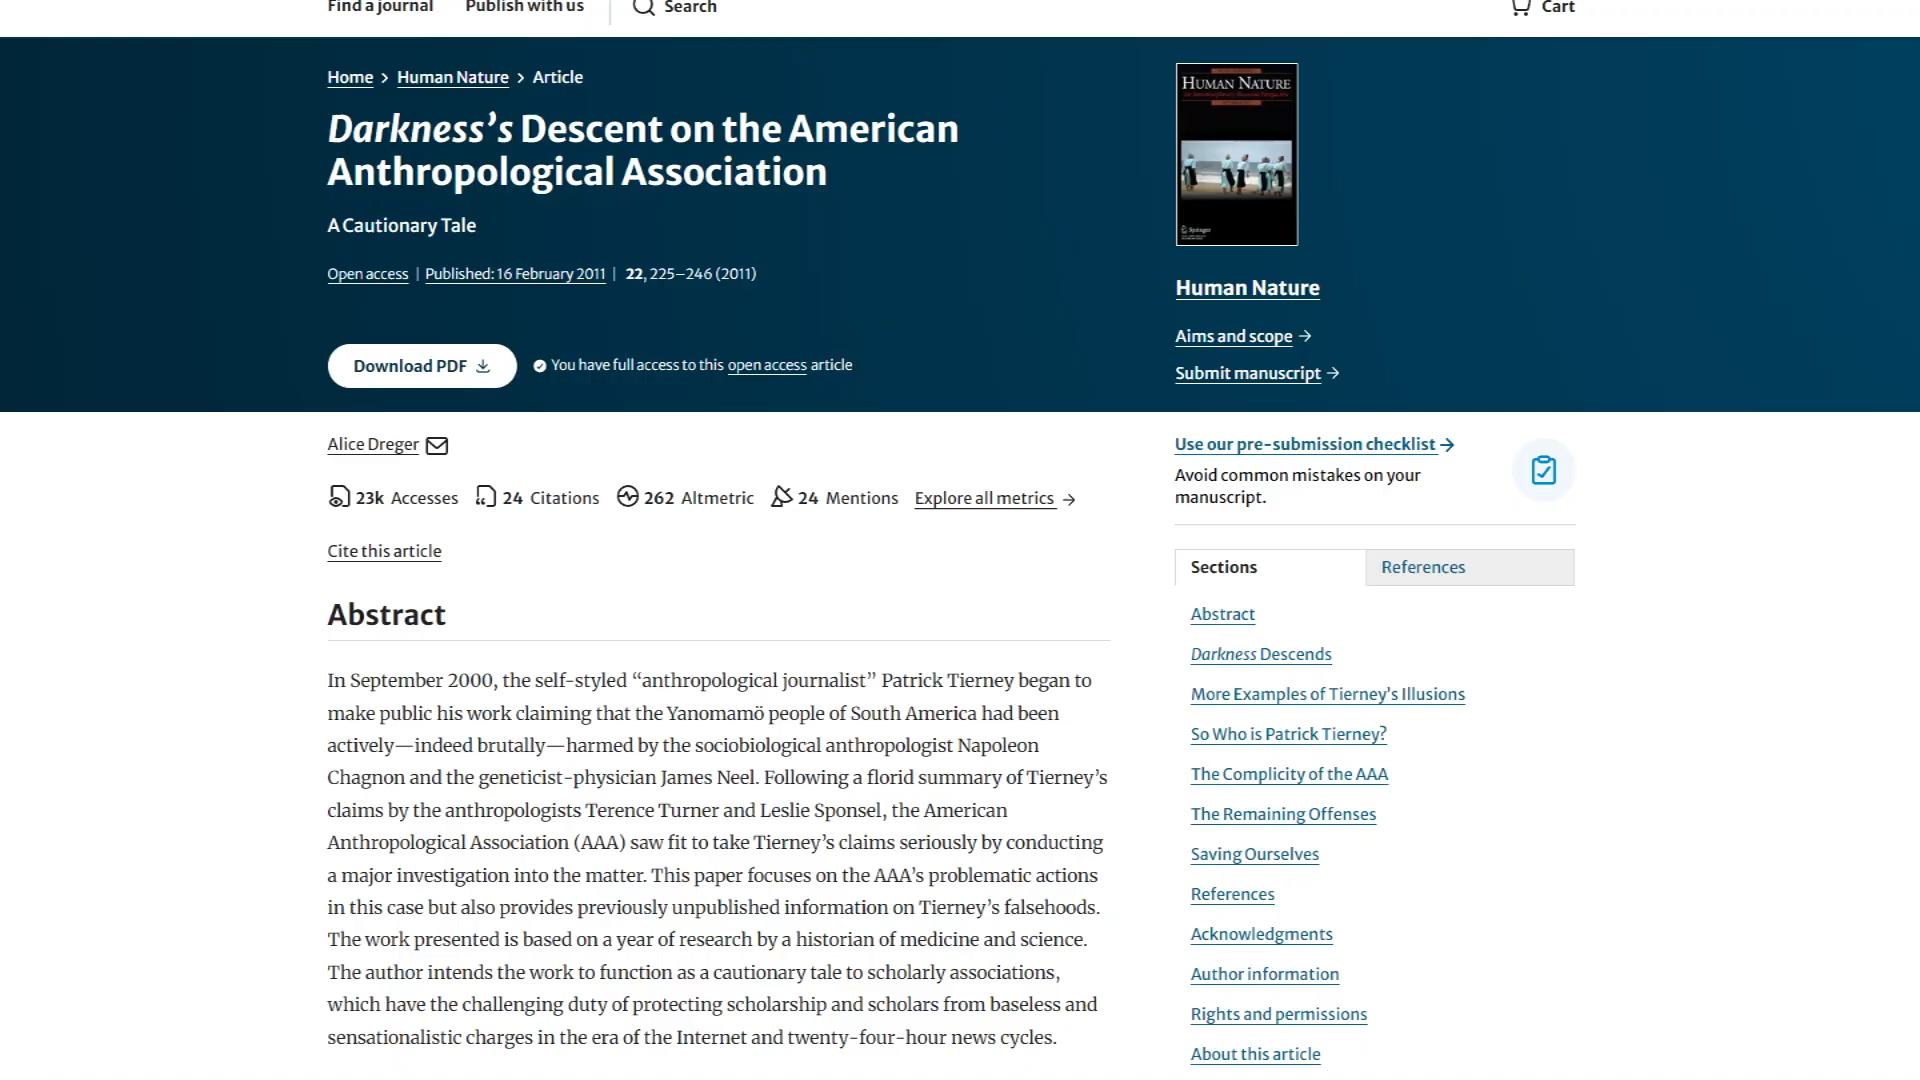 Find a journal Publish with us Search Cart
Home > Human Nature > Article
Darkness’s Descent on the American
Anthropological Association
A Cautionary Tale
Open access | Published: 16 February 2011 | 22, 225–246 (2011)
Download PDF You have full access to this open access article
HUMAN NATURE
Springer
Human Nature
Aims and scope →
Submit manuscript →
Alice Dreger
23k Accesses 24 Citations 262 Altmetric 24 Mentions Explore all metrics →
Cite this article
Abstract
In September 2000, the self-styled “anthropological journalist” Patrick Tierney began to
make public his work claiming that the Yanomamö people of South America had been
actively—indeed brutally—harmed by the sociobiological anthropologist Napoleon
Chagnon and the geneticist-physician James Neel. Following a florid summary of Tierney’s
claims by the anthropologists Terence Turner and Leslie Sponsel, the American
Anthropological Association (AAA) saw fit to take Tierney’s claims seriously by conducting
a major investigation into the matter. This paper focuses on the AAA’s problematic actions
in this case but also provides previously unpublished information on Tierney’s falsehoods.
The work presented is based on a year of research by a historian of medicine and science.
The author intends the work to function as a cautionary tale to scholarly associations,
which have the challenging duty of protecting scholarship and scholars from baseless and
sensationalistic charges in the era of the Internet and twenty-four-hour news cycles.
Use our pre-submission checklist →
Avoid common mistakes on your
manuscript.
Sections References
Abstract
Darkness Descends
More Examples of Tierney’s Illusions
So Who is Patrick Tierney?
The Complicity of the AAA
The Remaining Offenses
Saving Ourselves
References
Acknowledgments
Author information
Rights and permissions
About this article